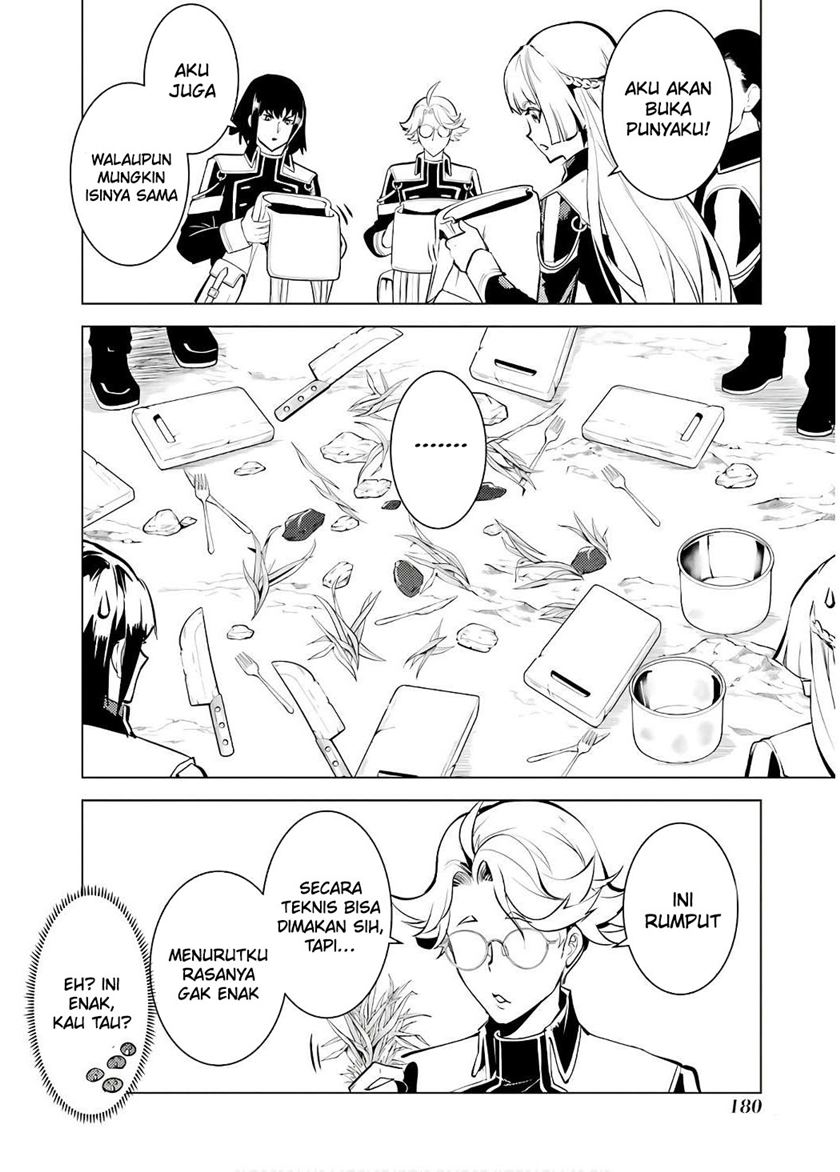 AKU AKAN
BUKA
PUNYAKU!
AKU
JUGA
WALAUPUN
MUNGKIN
ISINYA SAMA
........
INI
RUMPUT
SECARA
TEKNIS BISA
DIMAKAN SIH,
TAPI...
MENURUTKU
RASANYA
GAK ENAK
EH? INI
ENAK,
KAU TAU?
180